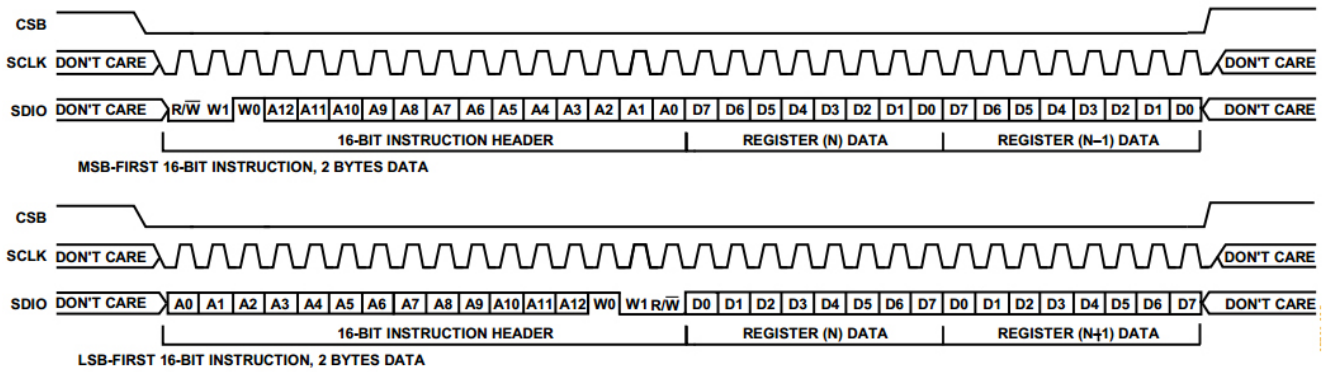 CSB
SCLK DON'T CARE DON'T CARE
SDIO DON'T CARE R/W̅ W1 W0 A12 A11 A10 A9 A8 A7 A6 A5 A4 A3 A2 A1 A0 D7 D6 D5 D4 D3 D2 D1 D0 D7 D6 D5 D4 D3 D2 D1 D0 DON'T CARE
16-BIT INSTRUCTION HEADER REGISTER (N) DATA REGISTER (N–1) DATA
MSB-FIRST 16-BIT INSTRUCTION, 2 BYTES DATA
CSB
SCLK DON'T CARE DON'T CARE
SDIO DON'T CARE A0 A1 A2 A3 A4 A5 A6 A7 A8 A9 A10 A11 A12 W0 W1 R/W̅ D0 D1 D2 D3 D4 D5 D6 D7 D0 D1 D2 D3 D4 D5 D6 D7 DON'T CARE
16-BIT INSTRUCTION HEADER REGISTER (N) DATA REGISTER (N+1) DATA
LSB-FIRST 16-BIT INSTRUCTION, 2 BYTES DATA